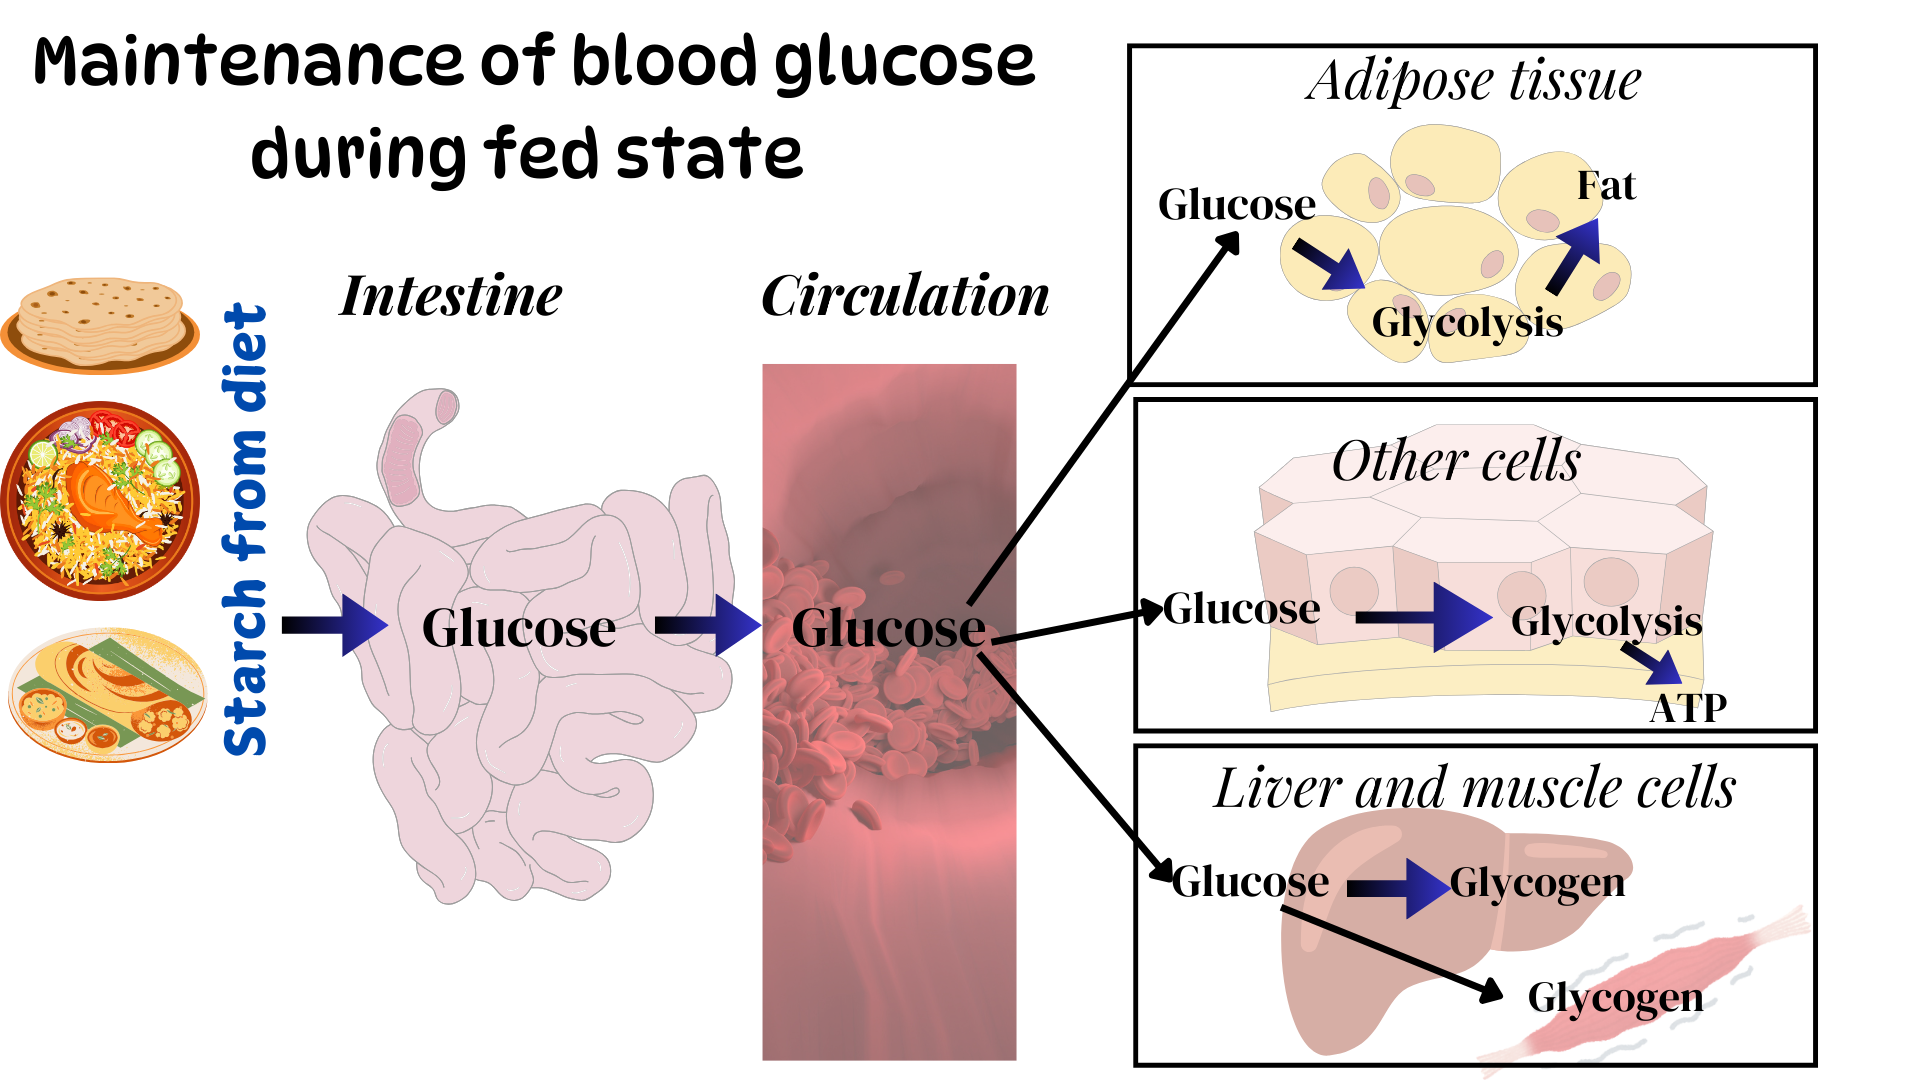 Maintenance of blood glucose
during fed state
Starch from diet
Intestine
Glucose
Circulation
Glucose
Adipose tissue
Glucose
Glycolysis
Fat
Other cells
Glucose
Glycolysis
ATP
Liver and muscle cells
Glucose
Glycogen
Glycogen